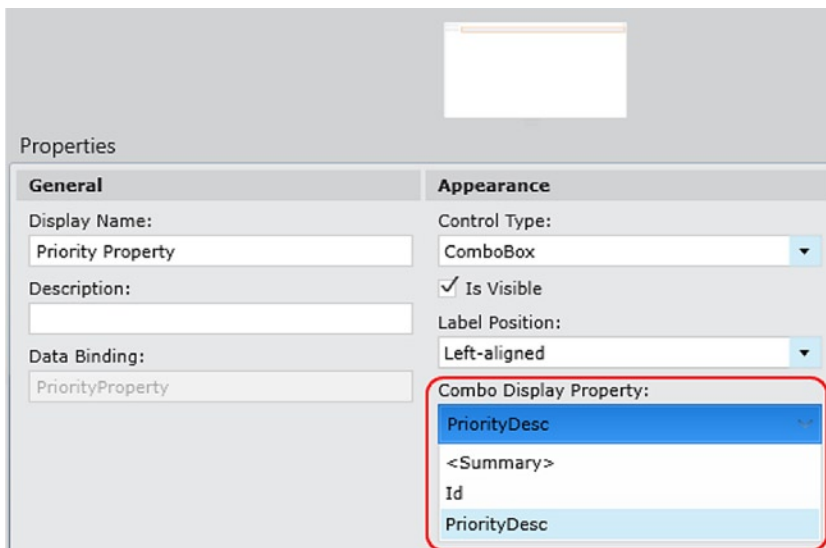 Properties
General
Display Name:
Priority Property
Description:
Data Binding:
PriorityProperty
Appearance
Control Type:
ComboBox
Is Visible
Label Position:
Left-aligned
Combo Display Property:
PriorityDesc
<Summary>
Id
PriorityDesc